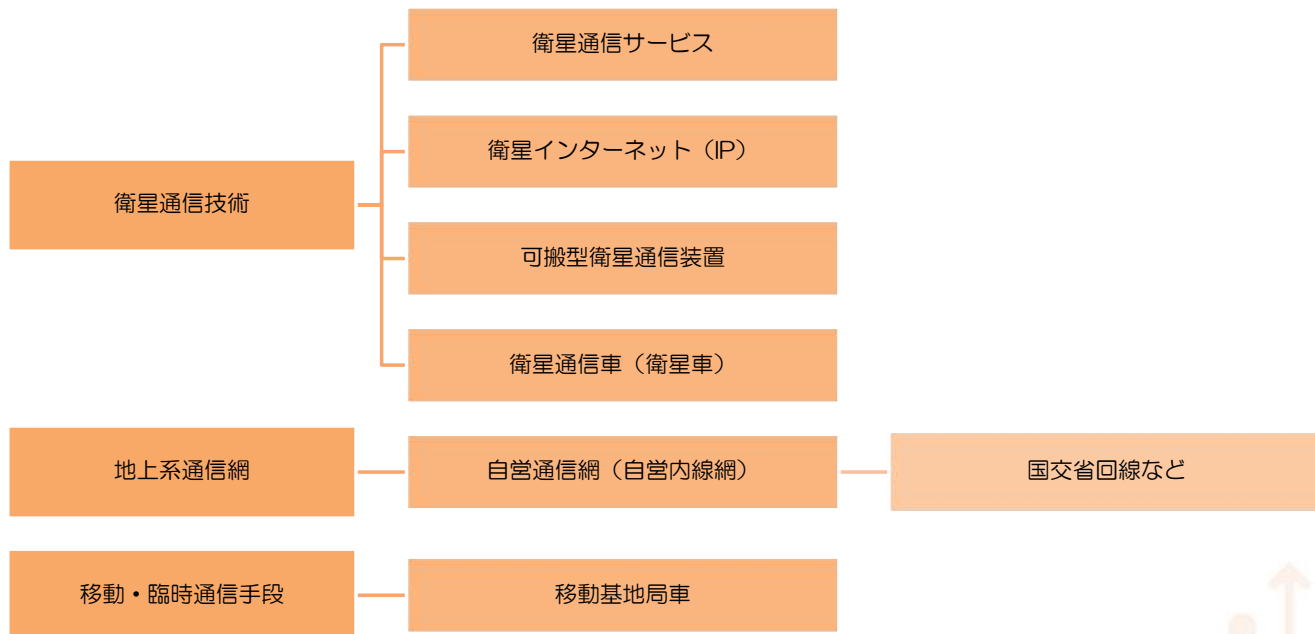 衛星通信技術
衛星通信サービス
衛星インターネット（IP）
可搬型衛星通信装置
衛星通信車（衛星車）
地上系通信網
自営通信網（自営内線網）
国交省回線など
移動・臨時通信手段
移動基地局車